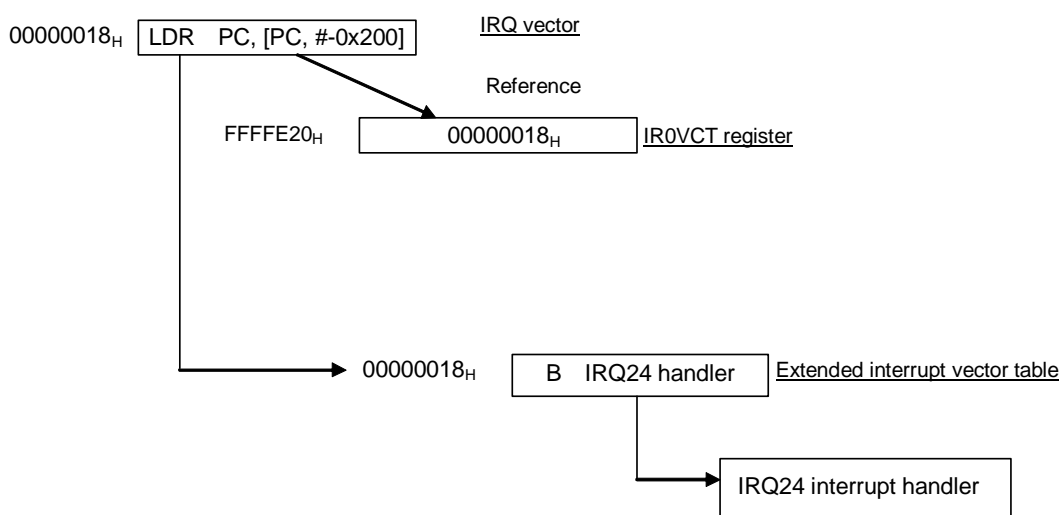 IRQ vector
00000018H LDR PC, [PC, #-0x200]
Reference
FFFFE20H 00000018H IR0VCT register
00000018H B IRQ24 handler Extended interrupt vector table
IRQ24 interrupt handler